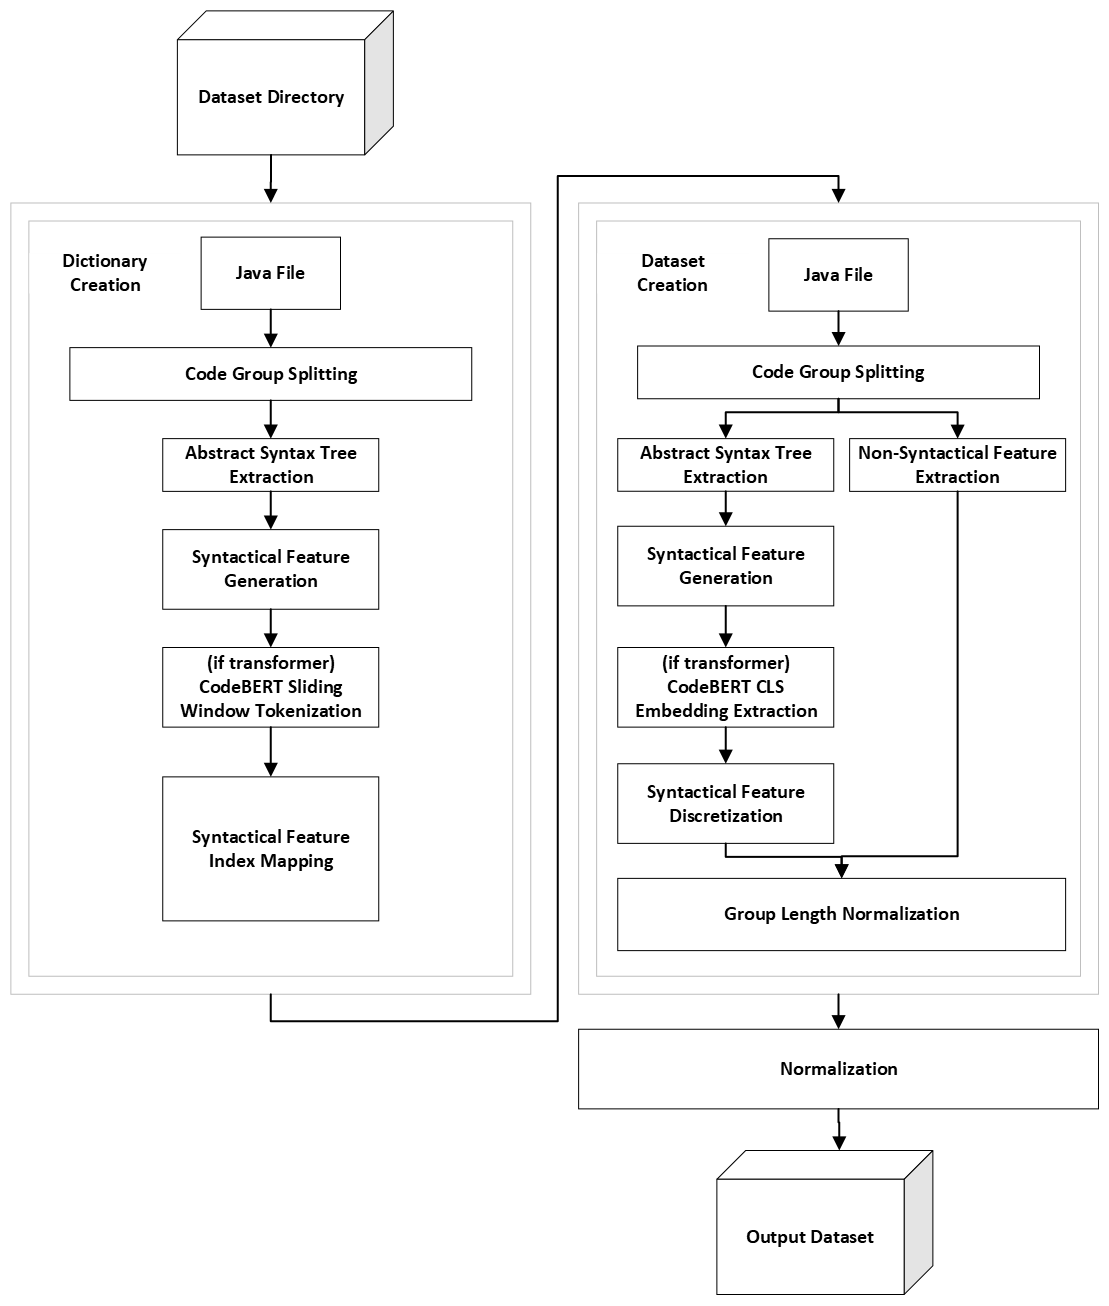 Dataset Directory
Dictionary
Creation
Java File
Code Group Splitting
Abstract Syntax Tree
Extraction
Syntactical Feature
Generation
(if transformer)
CodeBERT Sliding
Window Tokenization
Syntactical Feature
Index Mapping
Dataset
Creation
Java File
Code Group Splitting
Abstract Syntax Tree
Extraction
Non-Syntactical Feature
Extraction
Syntactical Feature
Generation
(if transformer)
CodeBERT CLS
Embedding Extraction
Syntactical Feature
Discretization
Group Length Normalization
Normalization
Output Dataset